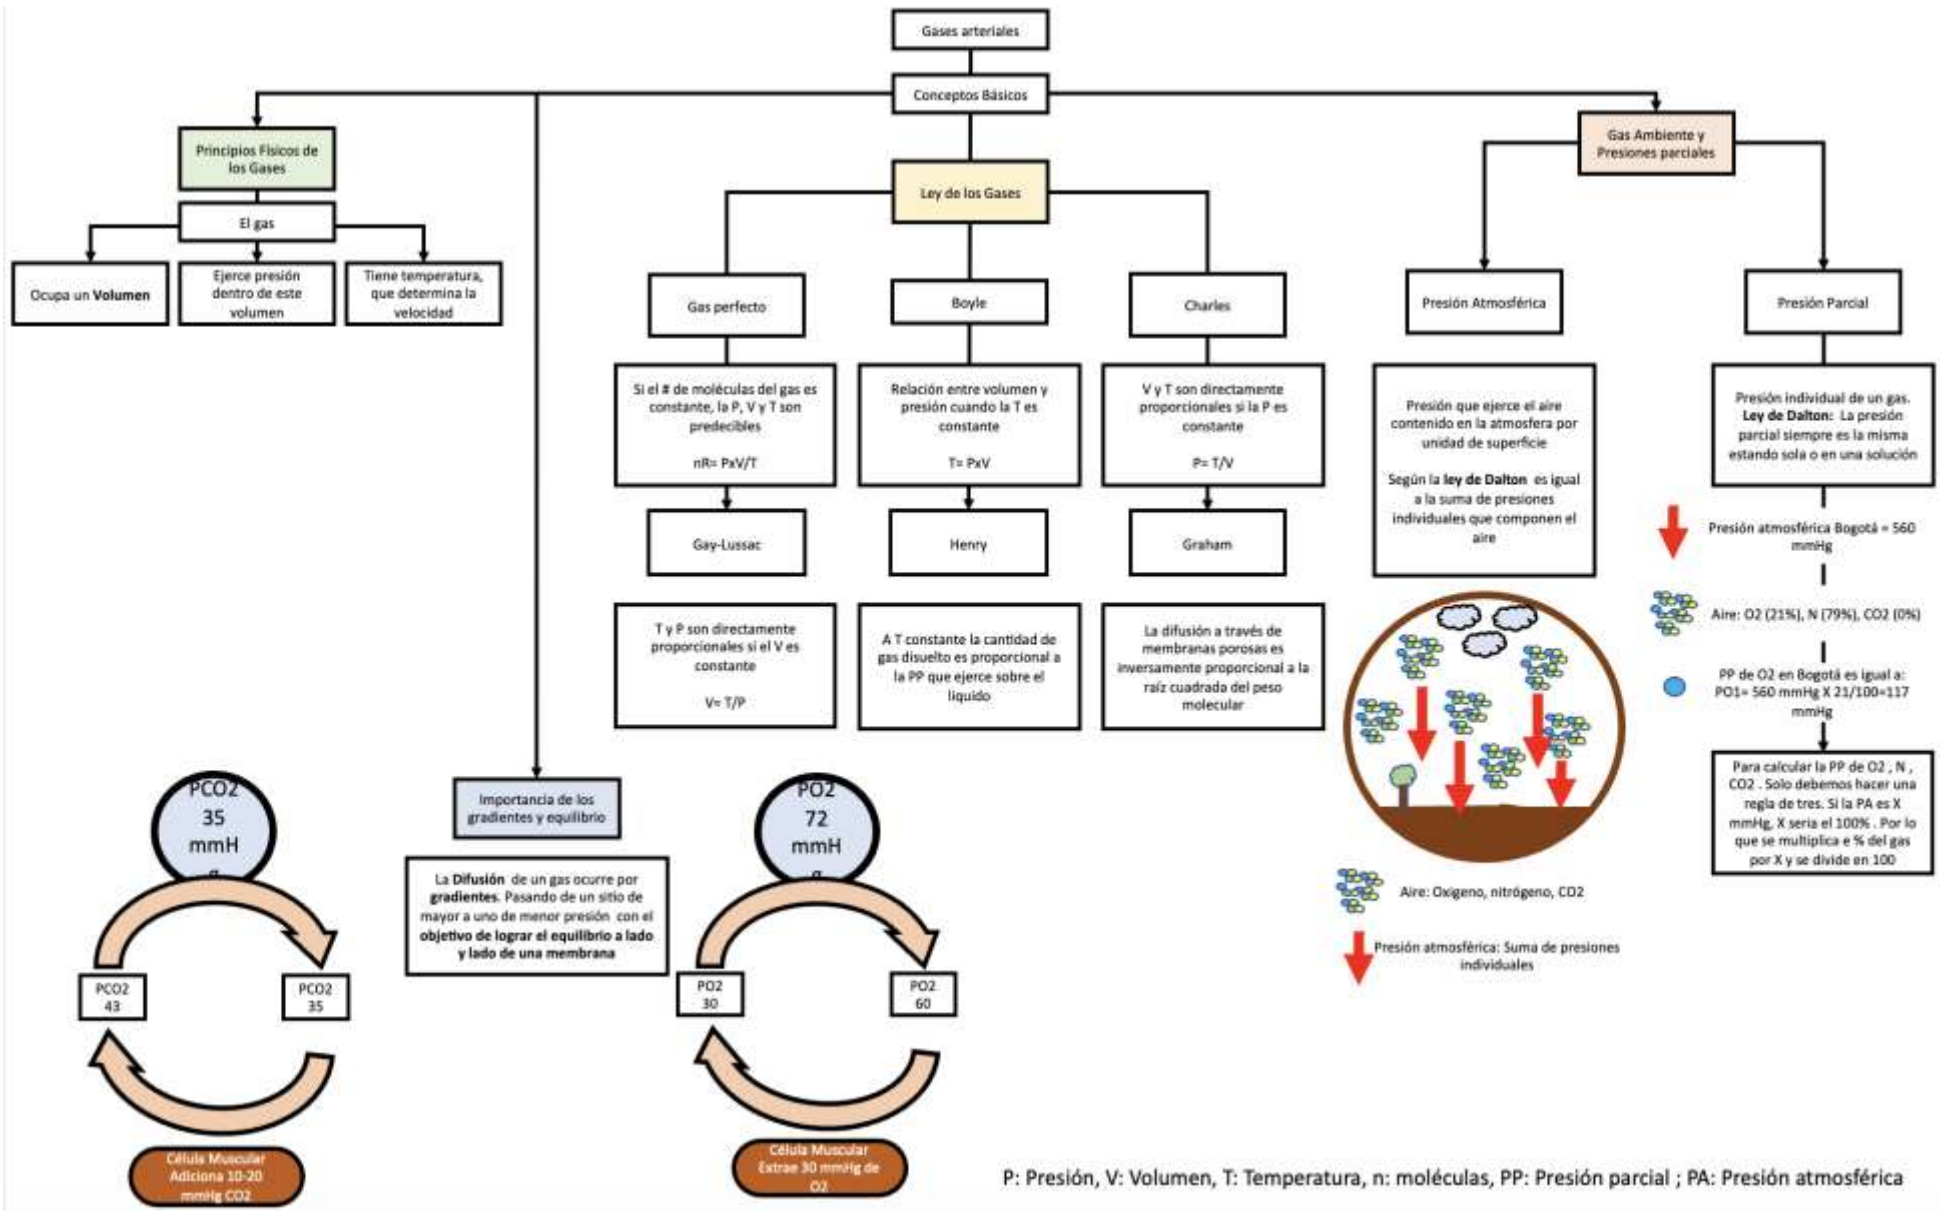 Gases arteriales
Conceptos Básicos
Principios Físicos de
los Gases
El gas
Ocupa un Volumen
Ejerce presión
dentro de este
volumen
Tiene temperatura,
que determina la
velocidad
Ley de los Gases
Gas perfecto
Si el # de moléculas del gas es
constante, la P, V y T son
predecibles
nR= PxV/T
Gay-Lussac
T y P son directamente
proporcionales si el V es
constante
V= T/P
Boyle
Relación entre volumen y
presión cuando la T es
constante
T= PxV
Henry
A T constante la cantidad de
gas disuelto es proporcional a
la PP que ejerce sobre el
liquido
Charles
V y T son directamente
proporcionales si la P es
constante
P= T/V
Graham
La difusión a través de
membranas porosas es
inversamente proporcional a la
raíz cuadrada del peso
molecular
Gas Ambiente y
Presiones parciales
Presión Atmosférica
Presión que ejerce el aire
contenido en la atmosfera por
unidad de superficie
Según la ley de Dalton es igual
a la suma de presiones
individuales que componen el
aire
Aire: Oxigeno, nitrógeno, CO2
Presión atmosférica: Suma de presiones
individuales
Presión Parcial
Presión individual de un gas.
Ley de Dalton: La presión
parcial siempre es la misma
estando sola o en una solución
Presión atmosférica Bogotá = 560
mmHg
Aire: O2 (21%), N (79%), CO2 (0%)
PP de O2 en Bogotá es igual a:
PO1= 560 mmHg X 21/100=117
mmHg
Para calcular la PP de O2 , N ,
CO2 . Solo debemos hacer una
regla de tres. Si la PA es X
mmHg, X seria el 100% . Por lo
que se multiplica e % del gas
por X y se divide en 100
Importancia de los
gradientes y equilibrio
La Difusión de un gas ocurre por
gradientes. Pasando de un sitio de
mayor a uno de menor presión con el
objetivo de lograr el equilibrio a lado
y lado de una membrana
PCO2
35
mmH
g
PCO2
43
PCO2
35
Célula Muscular
Adiciona 10-20
mmHg CO2
PO2
72
mmH
g
PO2
30
PO2
60
Célula Muscular
Extrae 30 mmHg de
O2
P: Presión, V: Volumen, T: Temperatura, n: moléculas, PP: Presión parcial ; PA: Presión atmosférica